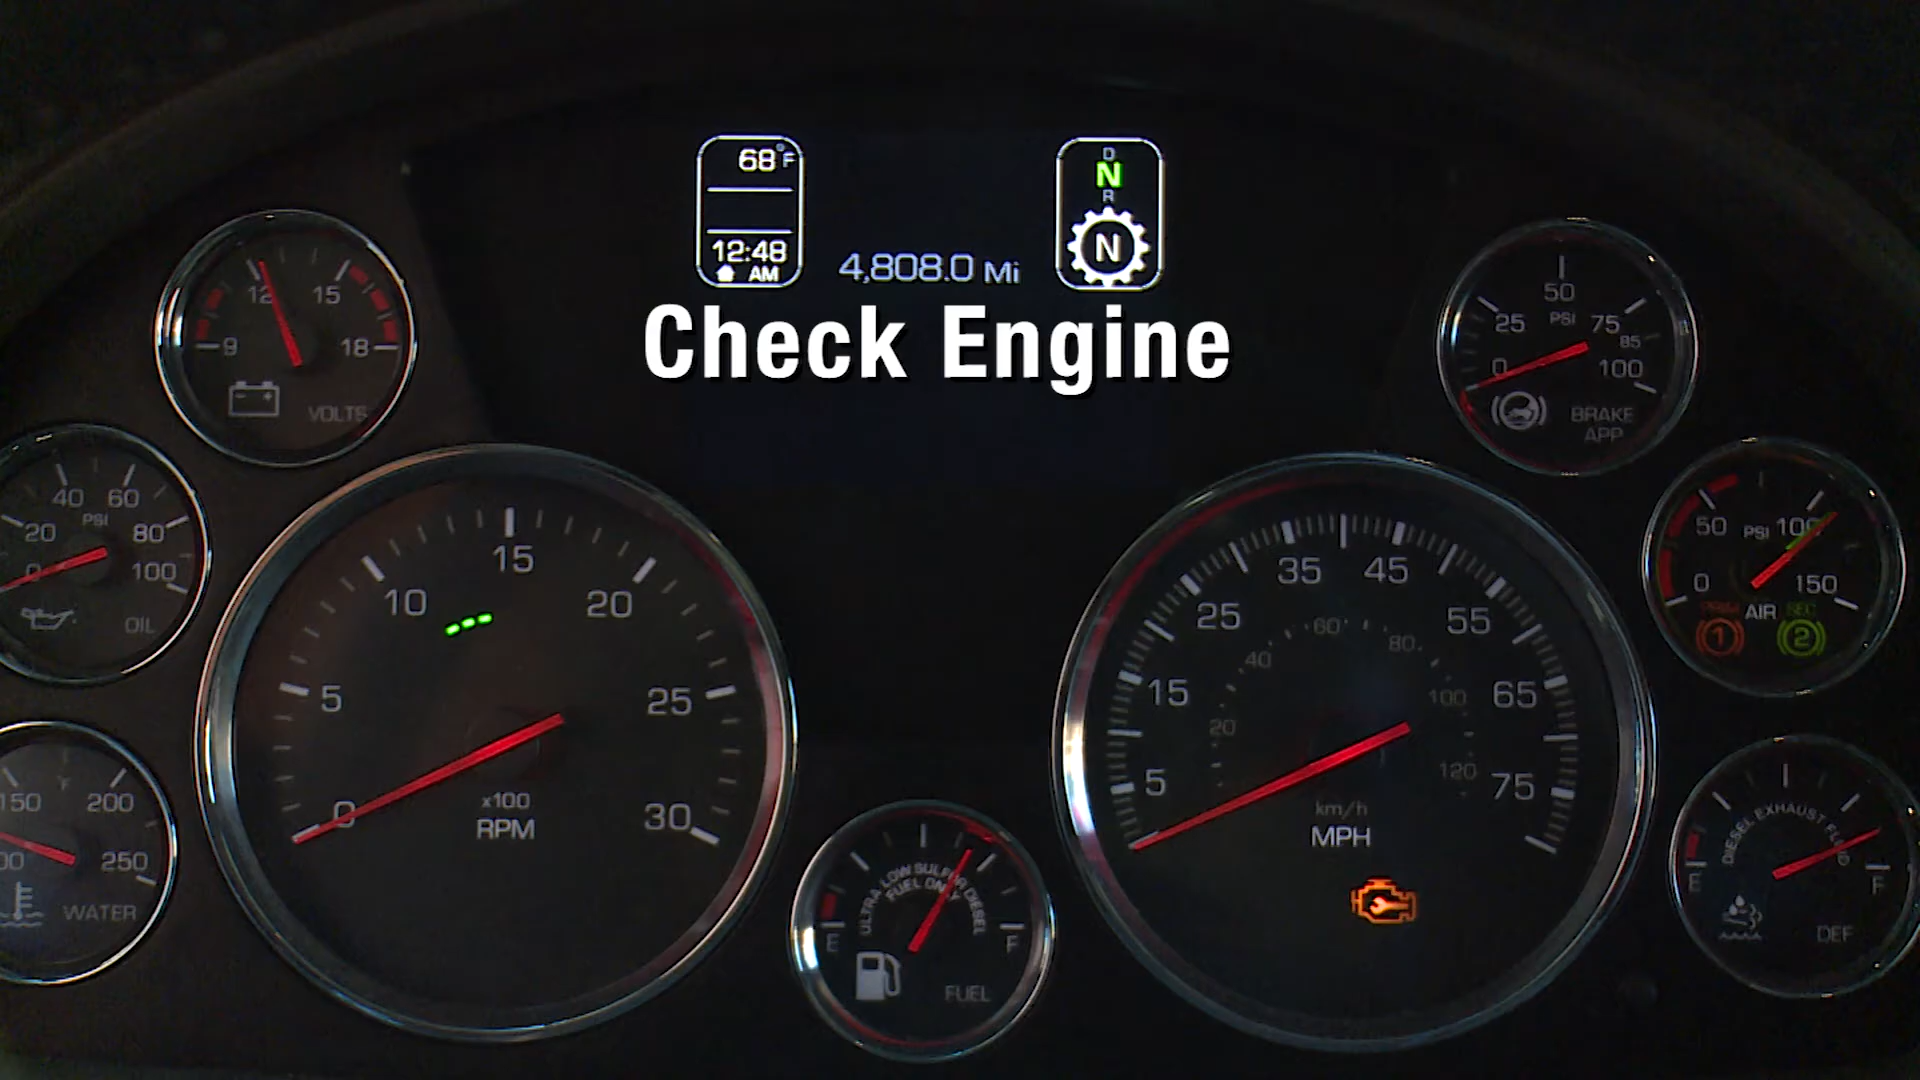 68°F
12:48
AM
4,808.0 Mi
D
N
R
N
Check Engine
12 15
9 18
VOLTS
40 60
PSI
20 80
0 100
OIL
°F
150 200
250
WATER
15
10 20
5 25
0 30
x100
RPM
ULTRA LOW SULFUR DIESEL
FUEL ONLY
E F
FUEL
35 45
25 55
15 65
5 75
60
40 80
20 100
120
km/h
MPH
50
25 PSI 75
85
0 100
BRAKE
APP
50 PSI 100
0 150
PRIM AIR SEC
1 2
DIESEL EXHAUST FLUID
E F
DEF